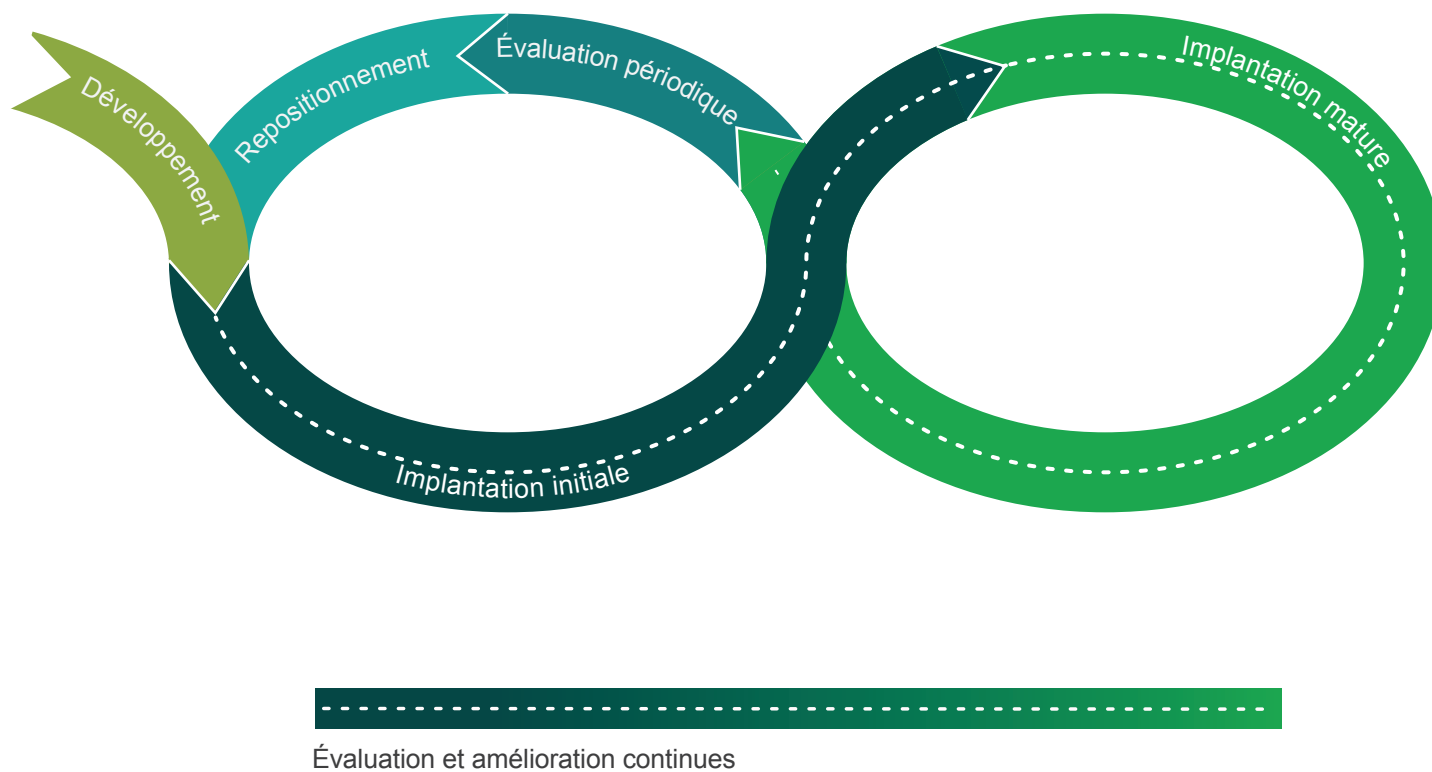 Développement
Repositionnement
Évaluation périodique
Implantation mature
Implantation initiale
Évaluation et amélioration continues